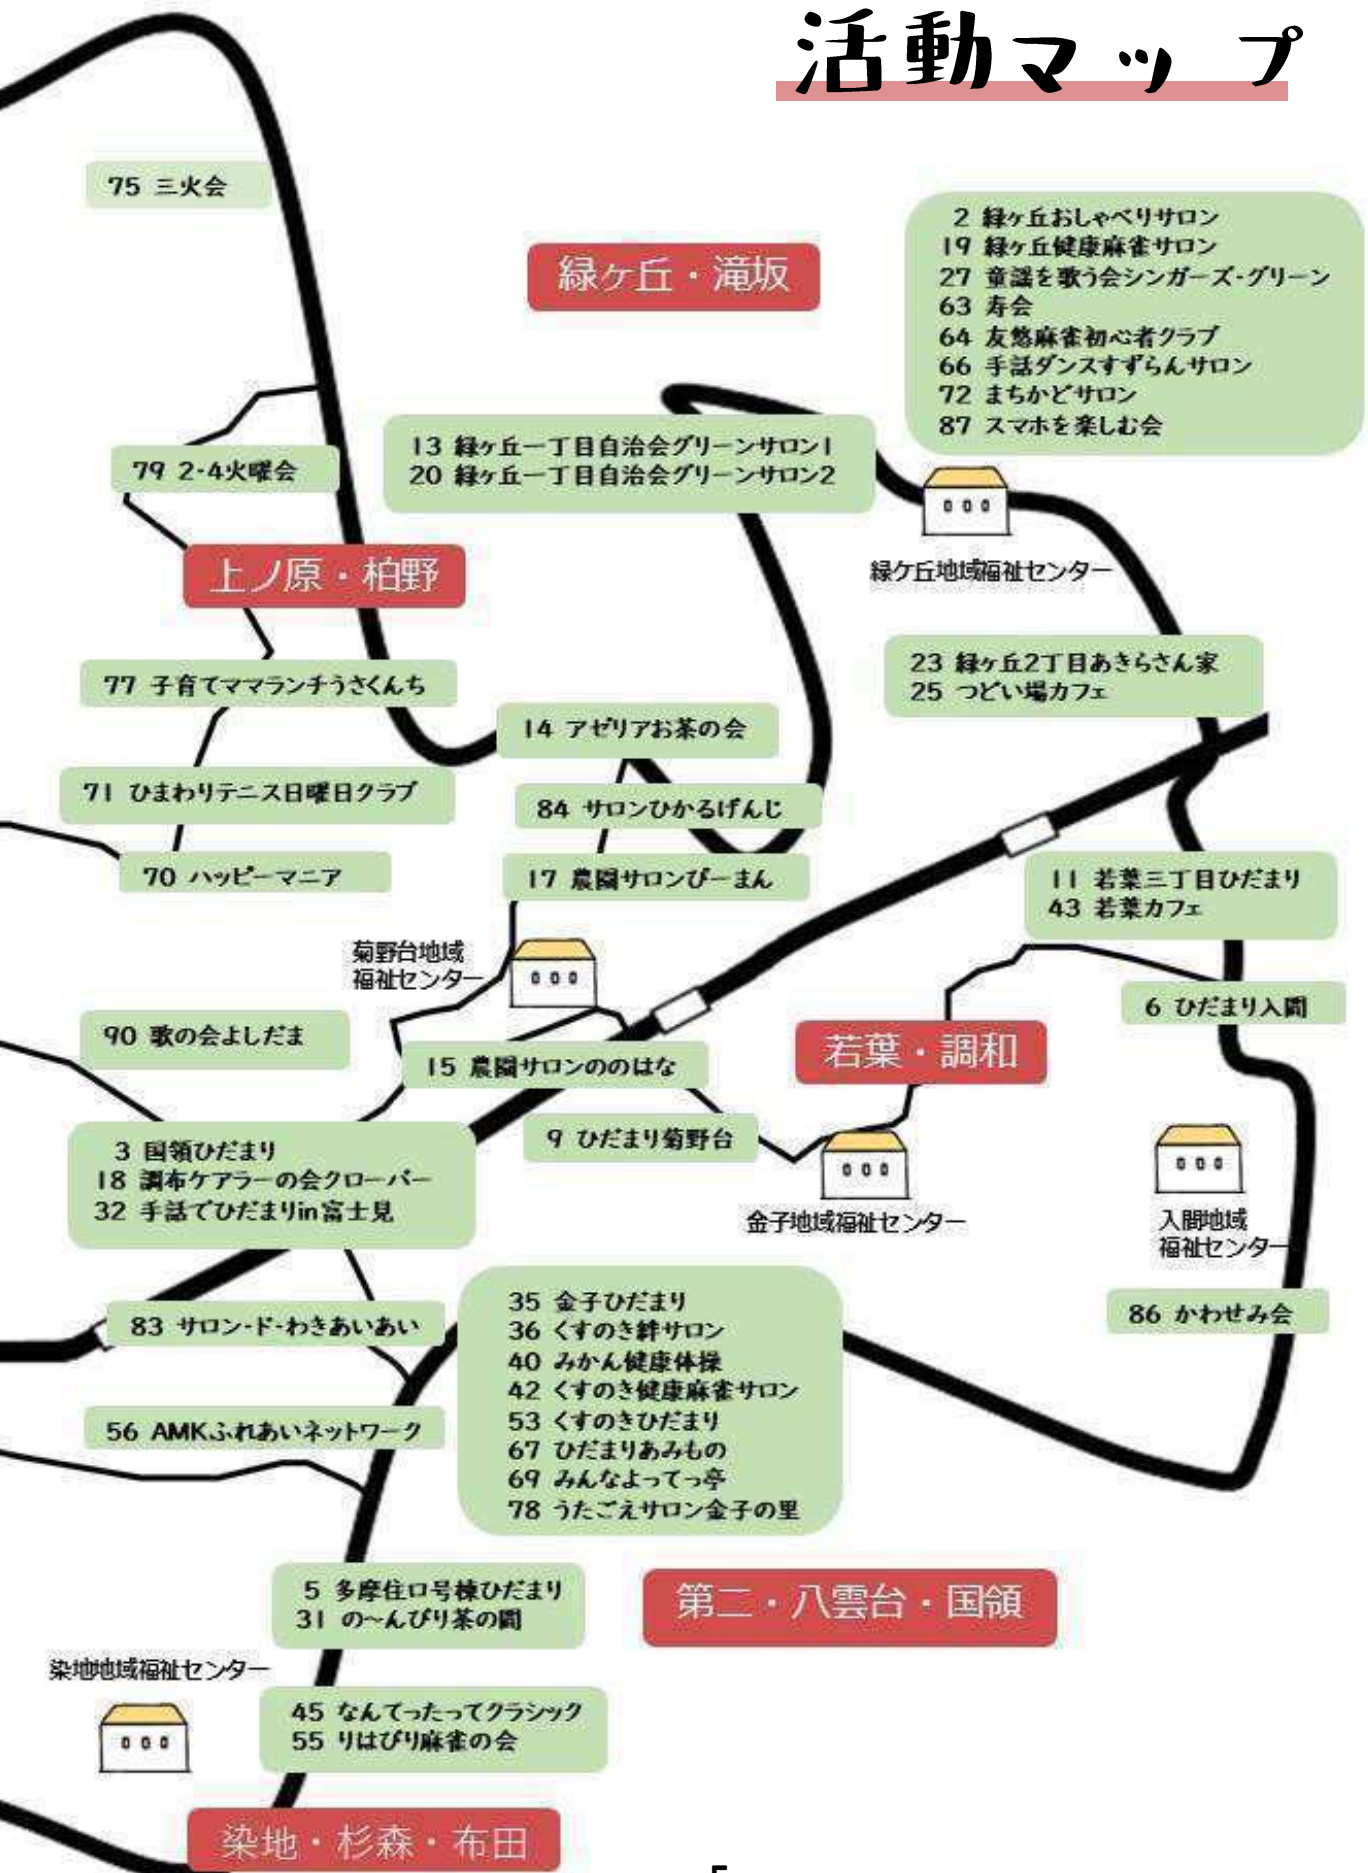 活動マップ
75 三火会
緑ヶ丘・滝坂
2 緑ヶ丘おしゃべりサロン
19 緑ヶ丘健康麻雀サロン
27 童謡を歌う会シンガーズ・グリーン
63 寿会
64 友悠麻雀初心者クラブ
66 手話ダンスすずらんサロン
72 まちかどサロン
87 スマホを楽しむ会
13 緑ヶ丘一丁目自治会グリーンサロン1
20 緑ヶ丘一丁目自治会グリーンサロン2
79 2-4火曜会
上ノ原・柏野
緑ケ丘地域福祉センター
23 緑ヶ丘2丁目あきらさん家
25 つどい場カフェ
77 子育てママランチうさくんち
14 アゼリアお茶の会
71 ひまわりテニス日曜日クラブ
84 サロンひかるげんじ
70 ハッピーマニア
17 農園サロンぴーまん
11 若葉三丁目ひだまり
43 若葉カフェ
菊野台地域
福祉センター
6 ひだまり入間
90 歌の会よしだま
15 農園サロンののはな
若葉・調和
9 ひだまり菊野台
3 国領ひだまり
18 調布ケアラーの会クローバー
32 手話でひだまりin富士見
金子地域福祉センター
入間地域
福祉センター
83 サロン-ド-わきあいあい
35 金子ひだまり
36 くすのき絆サロン
40 みかん健康体操
42 くすのき健康麻雀サロン
53 くすのきひだまり
67 ひだまりあみもの
69 みんなよってっ亭
78 うたごえサロン金子の里
86 かわせみ会
56 AMKふれあいネットワーク
5 多摩住ロ号棟ひだまり
31 の～んびり茶の間
第二・八雲台・国領
染地地域福祉センター
45 なんてったってクラシック
55 りはびり麻雀の会
染地・杉森・布田
5